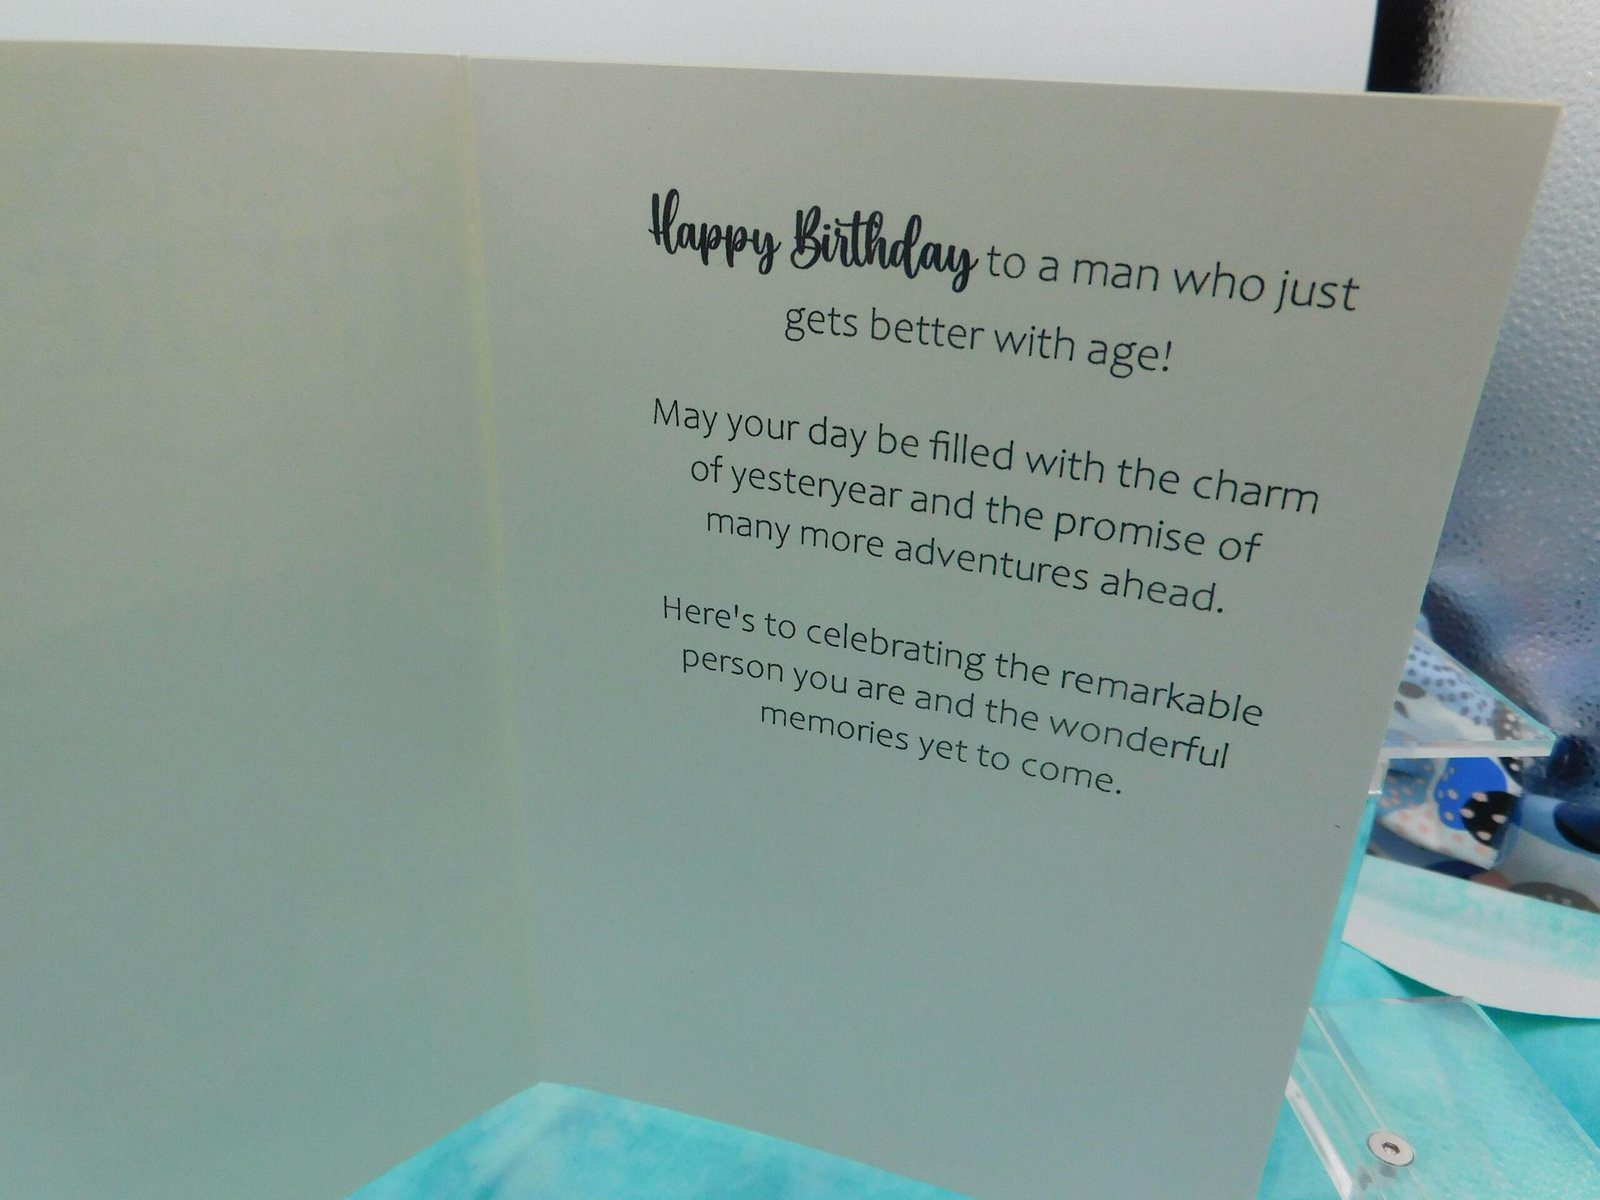 Happy Birthday to a man who just
gets better with age!
May your day be filled with the charm
of yesteryear and the promise of
many more adventures ahead.
Here's to celebrating the remarkable
person you are and the wonderful
memories yet to come.